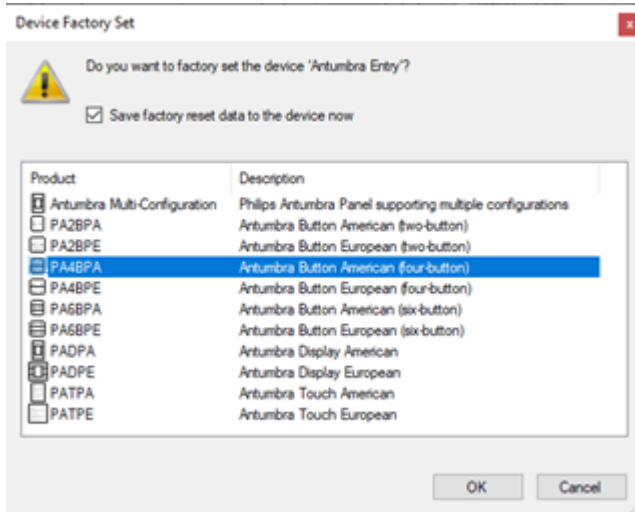 Device Factory Set
x
Do you want to factory set the device 'Antumbra Entry'?
Save factory reset data to the device now
Product Description
Antumbra Multi-Configuration Philips Antumbra Panel supporting multiple configurations
PA2BPA Antumbra Button American (two-button)
PA2BPE Antumbra Button European (two-button)
PA4BPA Antumbra Button American (four-button)
PA4BPE Antumbra Button European (four-button)
PA6BPA Antumbra Button American (six-button)
PA6BPE Antumbra Button European (six-button)
PADPA Antumbra Display American
PADPE Antumbra Display European
PATPA Antumbra Touch American
PATPE Antumbra Touch European
OK Cancel